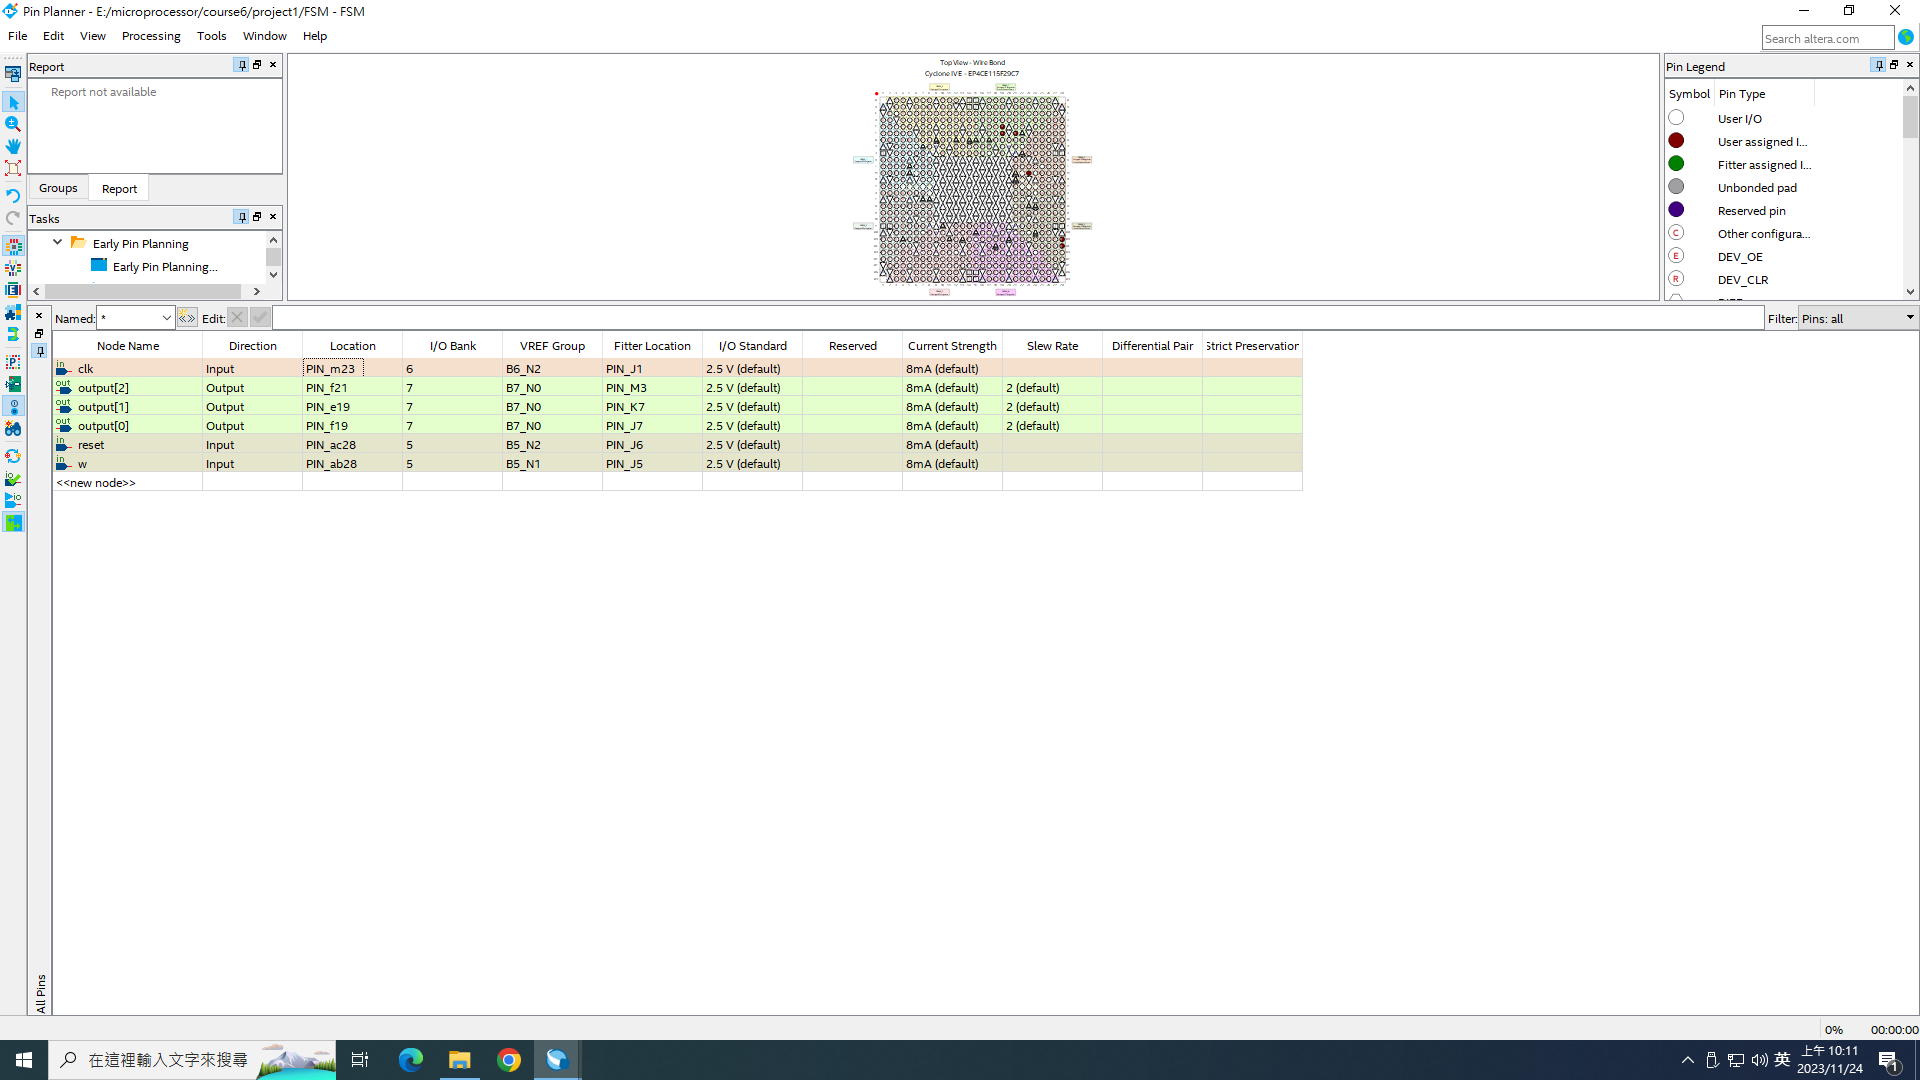 Pin Planner - E:/microprocessor/course6/project1/FSM - FSM
File Edit View Processing Tools Window Help
Search altera.com
Report
Report not available
Groups Report
Tasks
Early Pin Planning
Early Pin Planning...
Top View - Wire Bond
Cyclone IV E - EP4CE115F29C7
Pin Legend
Symbol Pin Type
User I/O
User assigned I...
Fitter assigned I...
Unbonded pad
Reserved pin
C Other configura...
E DEV_OE
R DEV_CLR
Named: * Edit: Filter: Pins: all
Node Name Direction Location I/O Bank VREF Group Fitter Location I/O Standard Reserved Current Strength Slew Rate Differential Pair Strict Preservation
in clk Input PIN_m23 6 B6_N2 PIN_J1 2.5 V (default) 8mA (default)
out output[2] Output PIN_f21 7 B7_N0 PIN_M3 2.5 V (default) 8mA (default) 2 (default)
out output[1] Output PIN_e19 7 B7_N0 PIN_K7 2.5 V (default) 8mA (default) 2 (default)
out output[0] Output PIN_f19 7 B7_N0 PIN_J7 2.5 V (default) 8mA (default) 2 (default)
in reset Input PIN_ac28 5 B5_N2 PIN_J6 2.5 V (default) 8mA (default)
in w Input PIN_ab28 5 B5_N1 PIN_J5 2.5 V (default) 8mA (default)
<<new node>>
All Pins
0% 00:00:00
在這裡輸入文字來搜尋
英
上午 10:11
2023/11/24
1